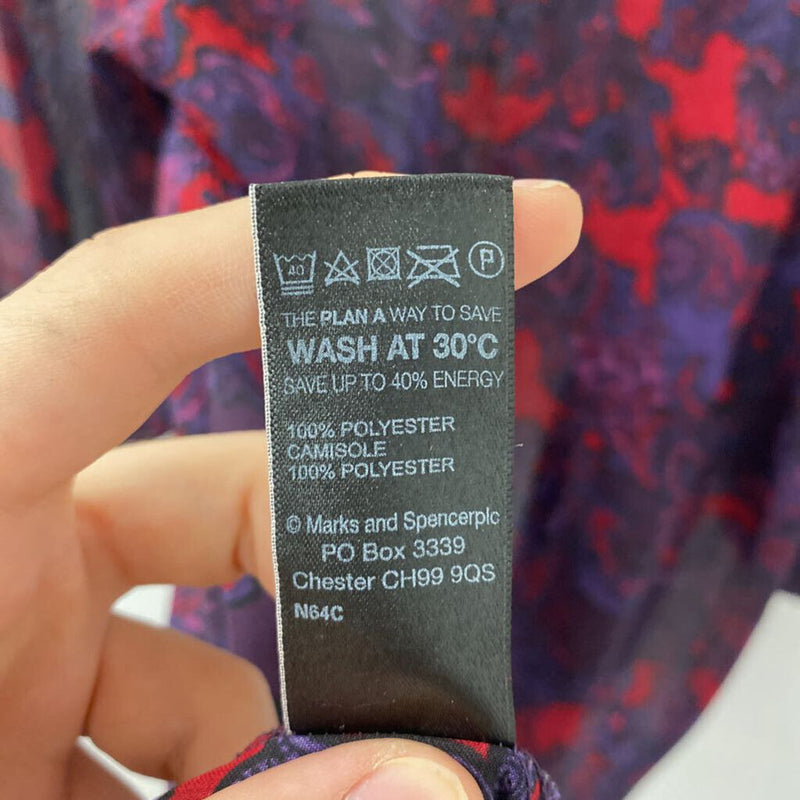 40 P
THE PLAN A WAY TO SAVE
WASH AT 30°C
SAVE UP TO 40% ENERGY
100% POLYESTER
CAMISOLE
100% POLYESTER
© Marks and Spencerplc
PO Box 3339
Chester CH99 9QS
N64C